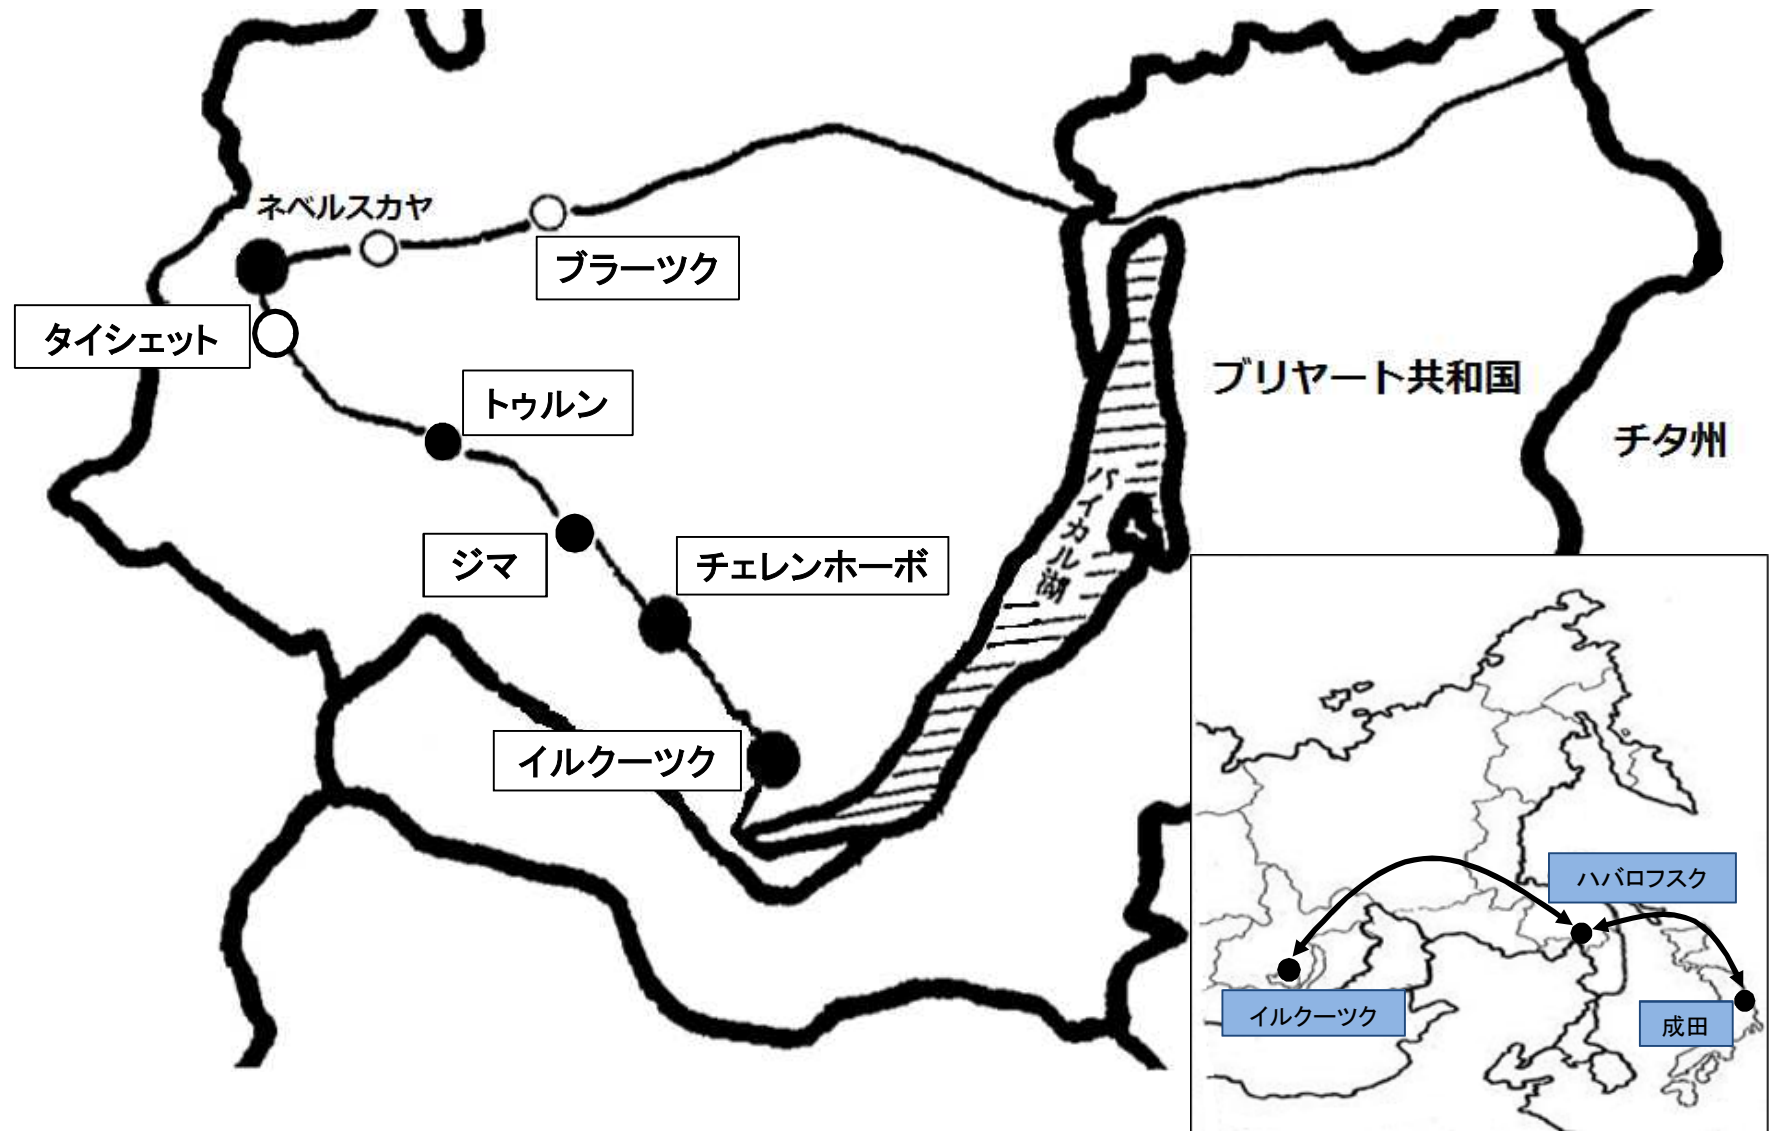 ネベルスカヤ
ブラーツク
タイシェット
トゥルン
ブリヤート共和国
チタ州
バイカル湖
ジマ
チェレンホーボ
イルクーツク
ハバロフスク
イルクーツク
成田